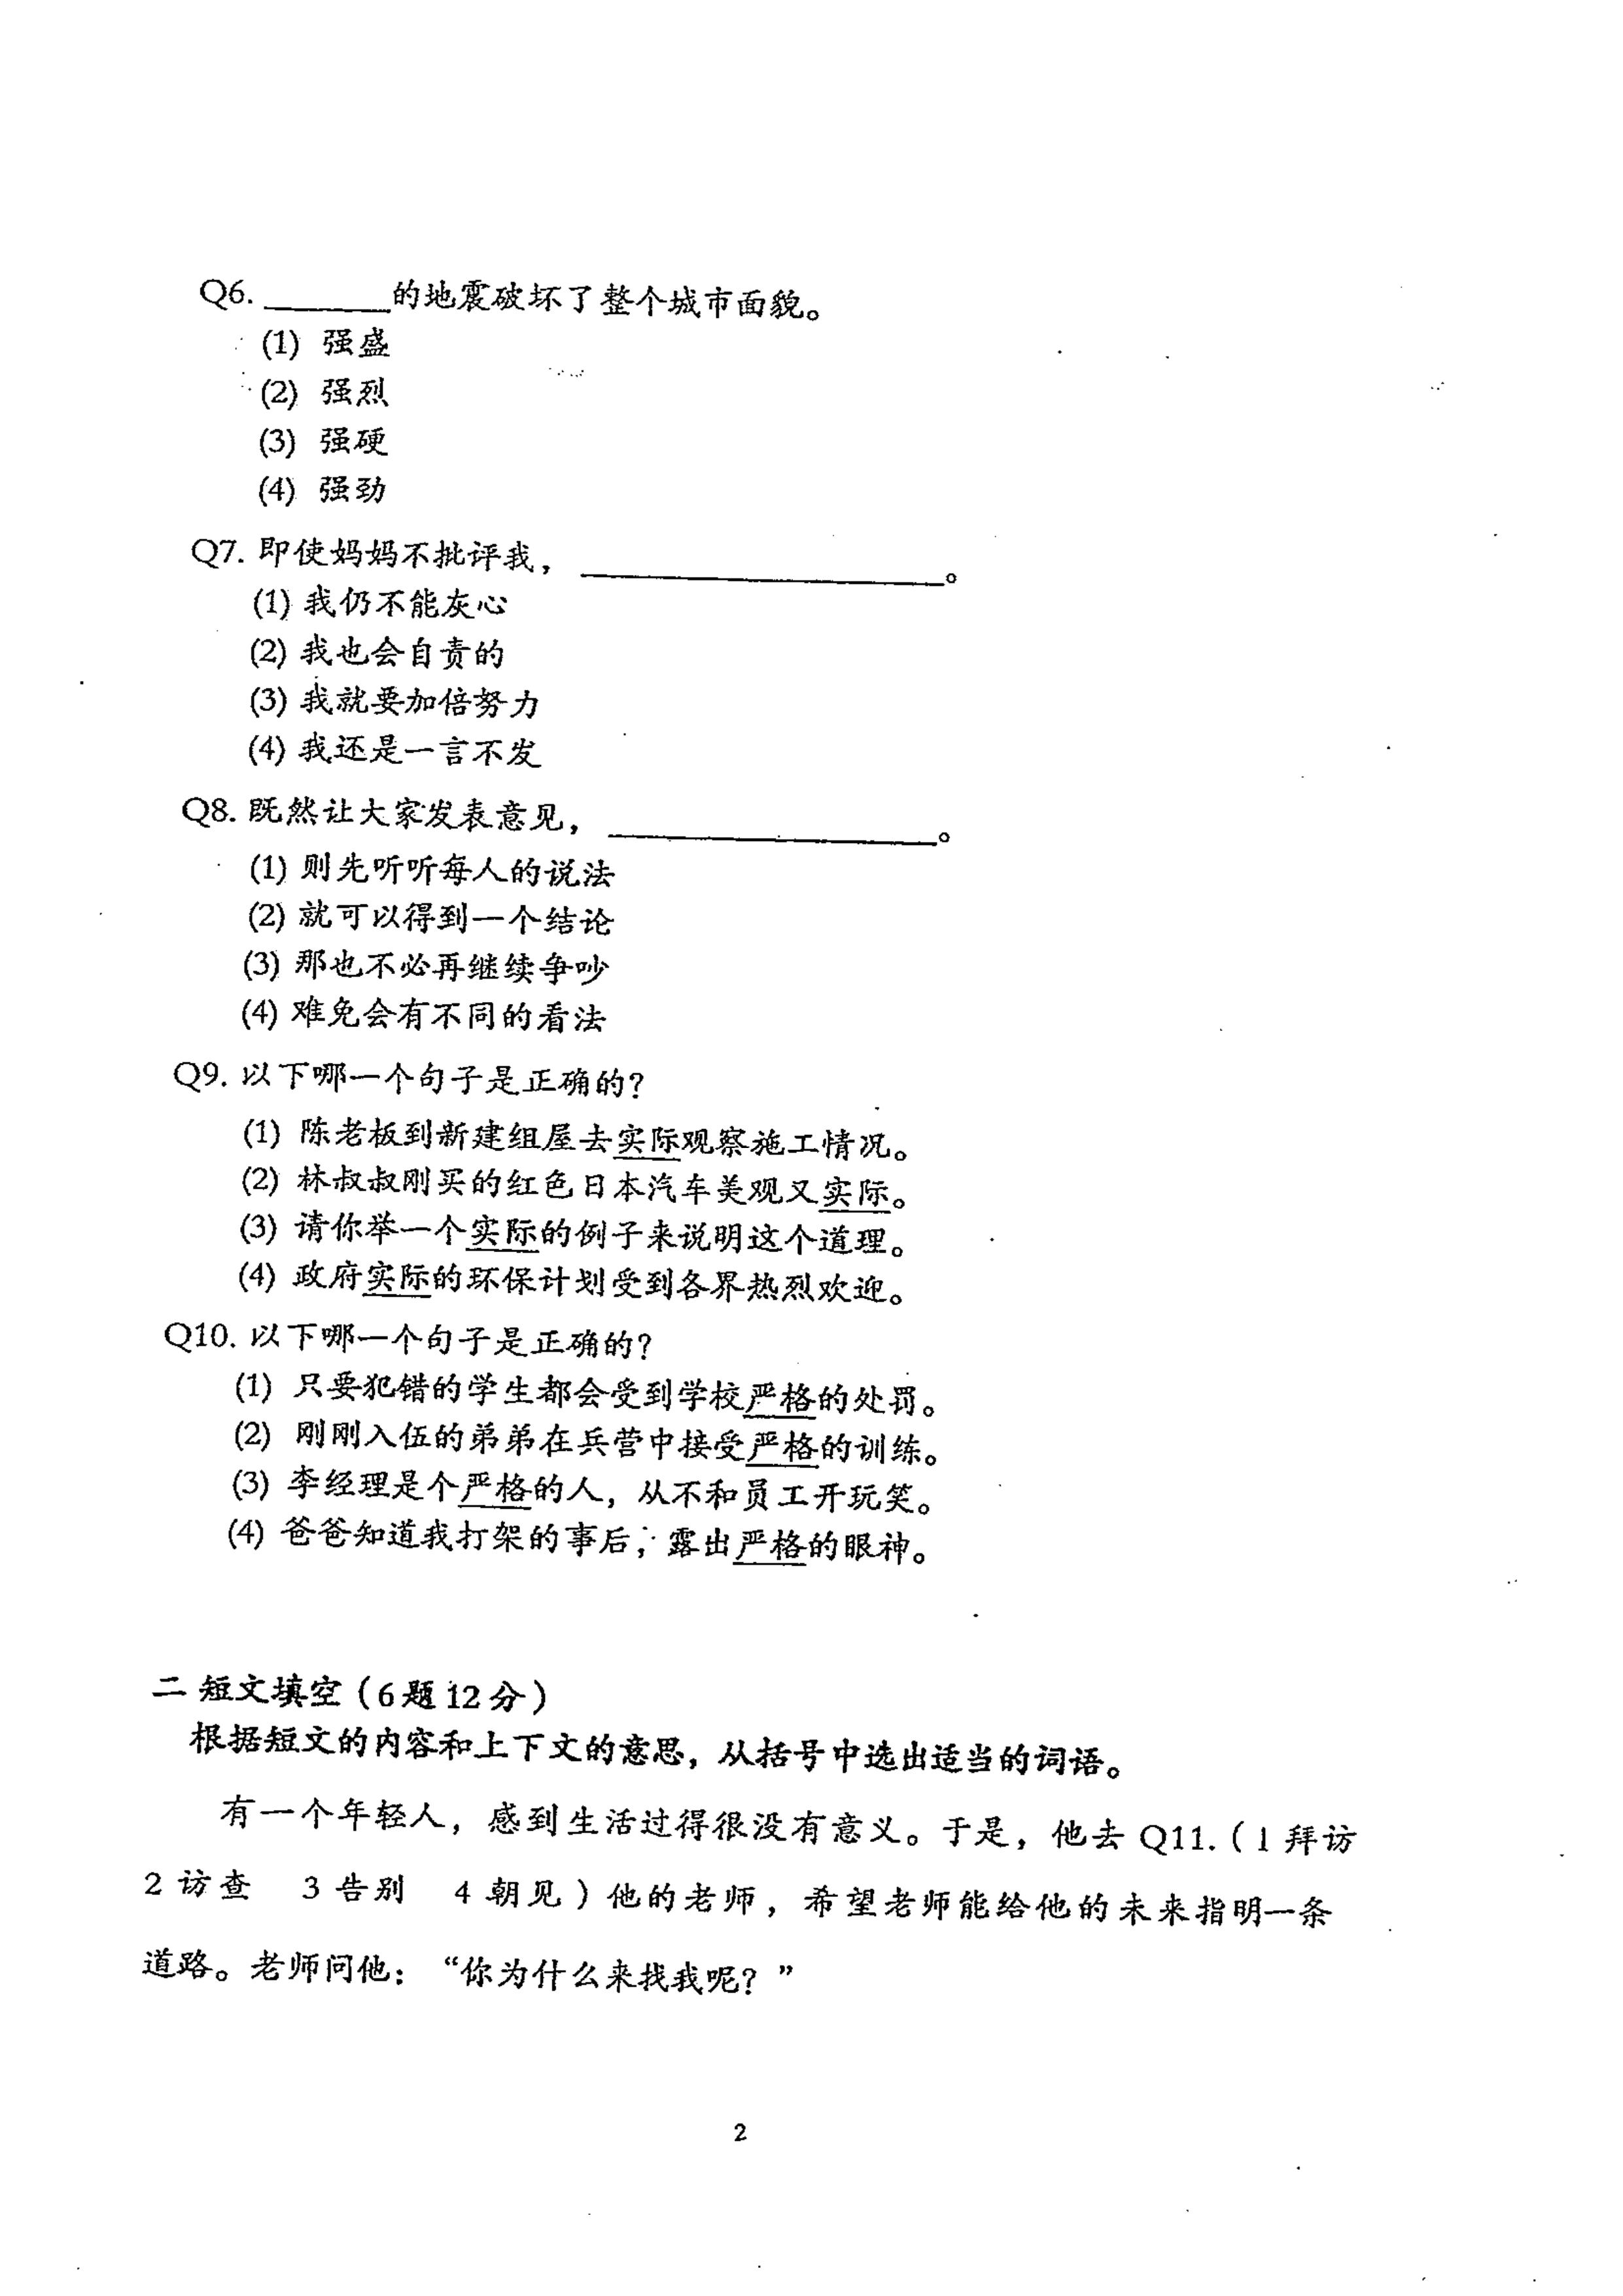 Q6. ______的地震破坏了整个城市面貌。
(1) 强盛
(2) 强烈
(3) 强硬
(4) 强劲
Q7. 即使妈妈不批评我，______。
(1) 我仍不能灰心
(2) 我也会自责的
(3) 我就要加倍努力
(4) 我还是一言不发
Q8. 既然让大家发表意见，______。
(1) 则先听听每人的说法
(2) 就可以得到一个结论
(3) 那也不必再继续争吵
(4) 难免会有不同的看法
Q9. 以下哪一个句子是正确的？
(1) 陈老板到新建组屋去实际观察施工情况。
(2) 林叔叔刚买的红色日本汽车美观又实际。
(3) 请你举一个实际的例子来说明这个道理。
(4) 政府实际的环保计划受到各界热烈欢迎。
Q10. 以下哪一个句子是正确的？
(1) 只要犯错的学生都会受到学校严格的处罚。
(2) 刚刚入伍的弟弟在兵营中接受严格的训练。
(3) 李经理是个严格的人，从不和员工开玩笑。
(4) 爸爸知道我打架的事后，露出严格的眼神。
二 短文填空（6题12分）
根据短文的内容和上下文的意思，从括号中选出适当的词语。
有一个年轻人，感到生活过得很没有意义。于是，他去 Q11.（1 拜访
2 访查 3 告别 4 朝见）他的老师，希望老师能给他的未来指明一条
道路。老师问他：“你为什么来找我呢？”
2